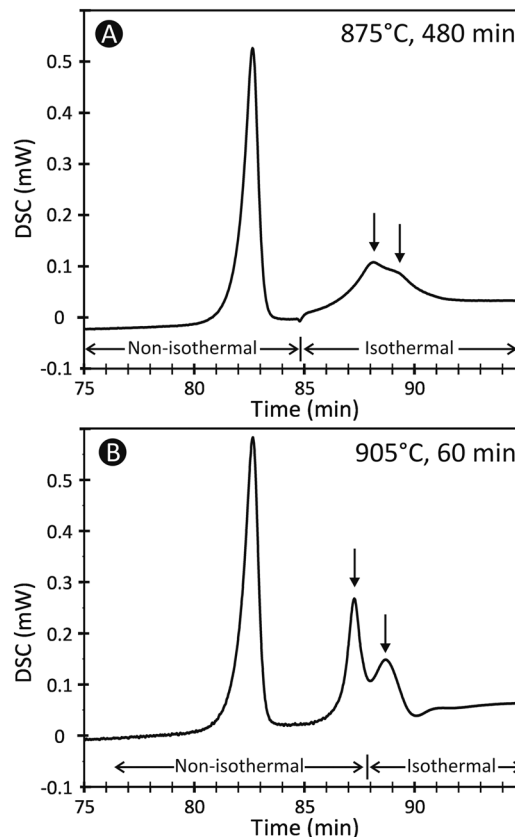 A
875°C, 480 min
DSC (mW)
0.5
0.4
0.3
0.2
0.1
0
-0.1
Non-isothermal
Isothermal
75
80
85
90
Time (min)
B
905°C, 60 min
DSC (mW)
0.5
0.4
0.3
0.2
0.1
0
-0.1
Non-isothermal
Isothermal
75
80
85
90
Time (min)